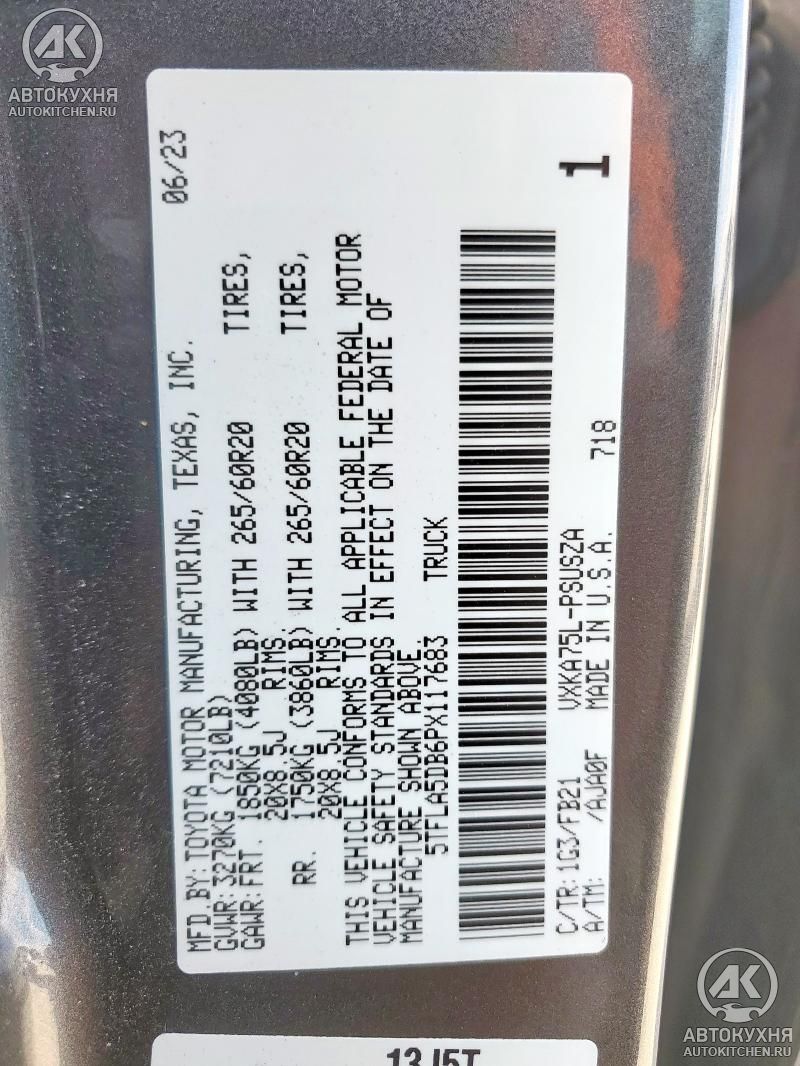 AK
АВТОКУХНЯ
AUTOKITCHEN.RU
MFD.BY:TOYOTA MOTOR MANUFACTURING, TEXAS, INC. 06/23
GVWR:3270KG (7210LB)
GAWR:FRT. 1850KG (4080LB) WITH 265/60R20 TIRES,
20X8.5J RIMS.
RR. 1750KG (3860LB) WITH 265/60R20 TIRES,
20X8.5J RIMS.
THIS VEHICLE CONFORMS TO ALL APPLICABLE FEDERAL MOTOR
VEHICLE SAFETY STANDARDS IN EFFECT ON THE DATE OF
MANUFACTURE SHOWN ABOVE.
5TFLA5DB6PX117683 TRUCK
C/TR:1G3/FB21 VXKA75L-PSUSZA 1
A/TM: /AJA0F MADE IN U.S.A. 718
13J5T
AK
АВТОКУХНЯ
AUTOKITCHEN.RU